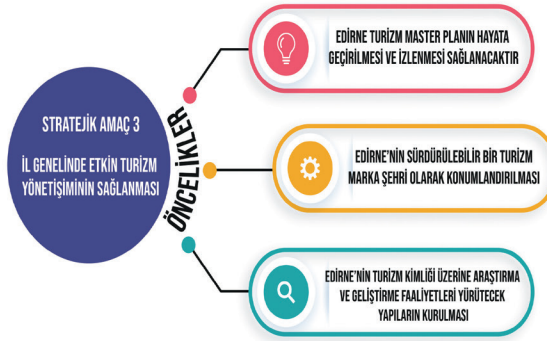 STRATEJİK AMAÇ 3
İL GENELİNDE ETKİN TURİZM
YÖNETİŞİMİNİN SAĞLANMASI
ÖNCELİKLER
EDİRNE TURİZM MASTER PLANIN HAYATA
GEÇİRİLMESİ VE İZLENMESİ SAĞLANACAKTIR
EDİRNE'NİN SÜRDÜRÜLEBİLİR BİR TURİZM
MARKA ŞEHRİ OLARAK KONUMLANDIRILMASI
EDİRNE'NİN TURİZM KİMLİĞİ ÜZERİNE ARAŞTIRMA
VE GELİŞTİRME FAALİYETLERİ YÜRÜTECEK
YAPILARIN KURULMASI